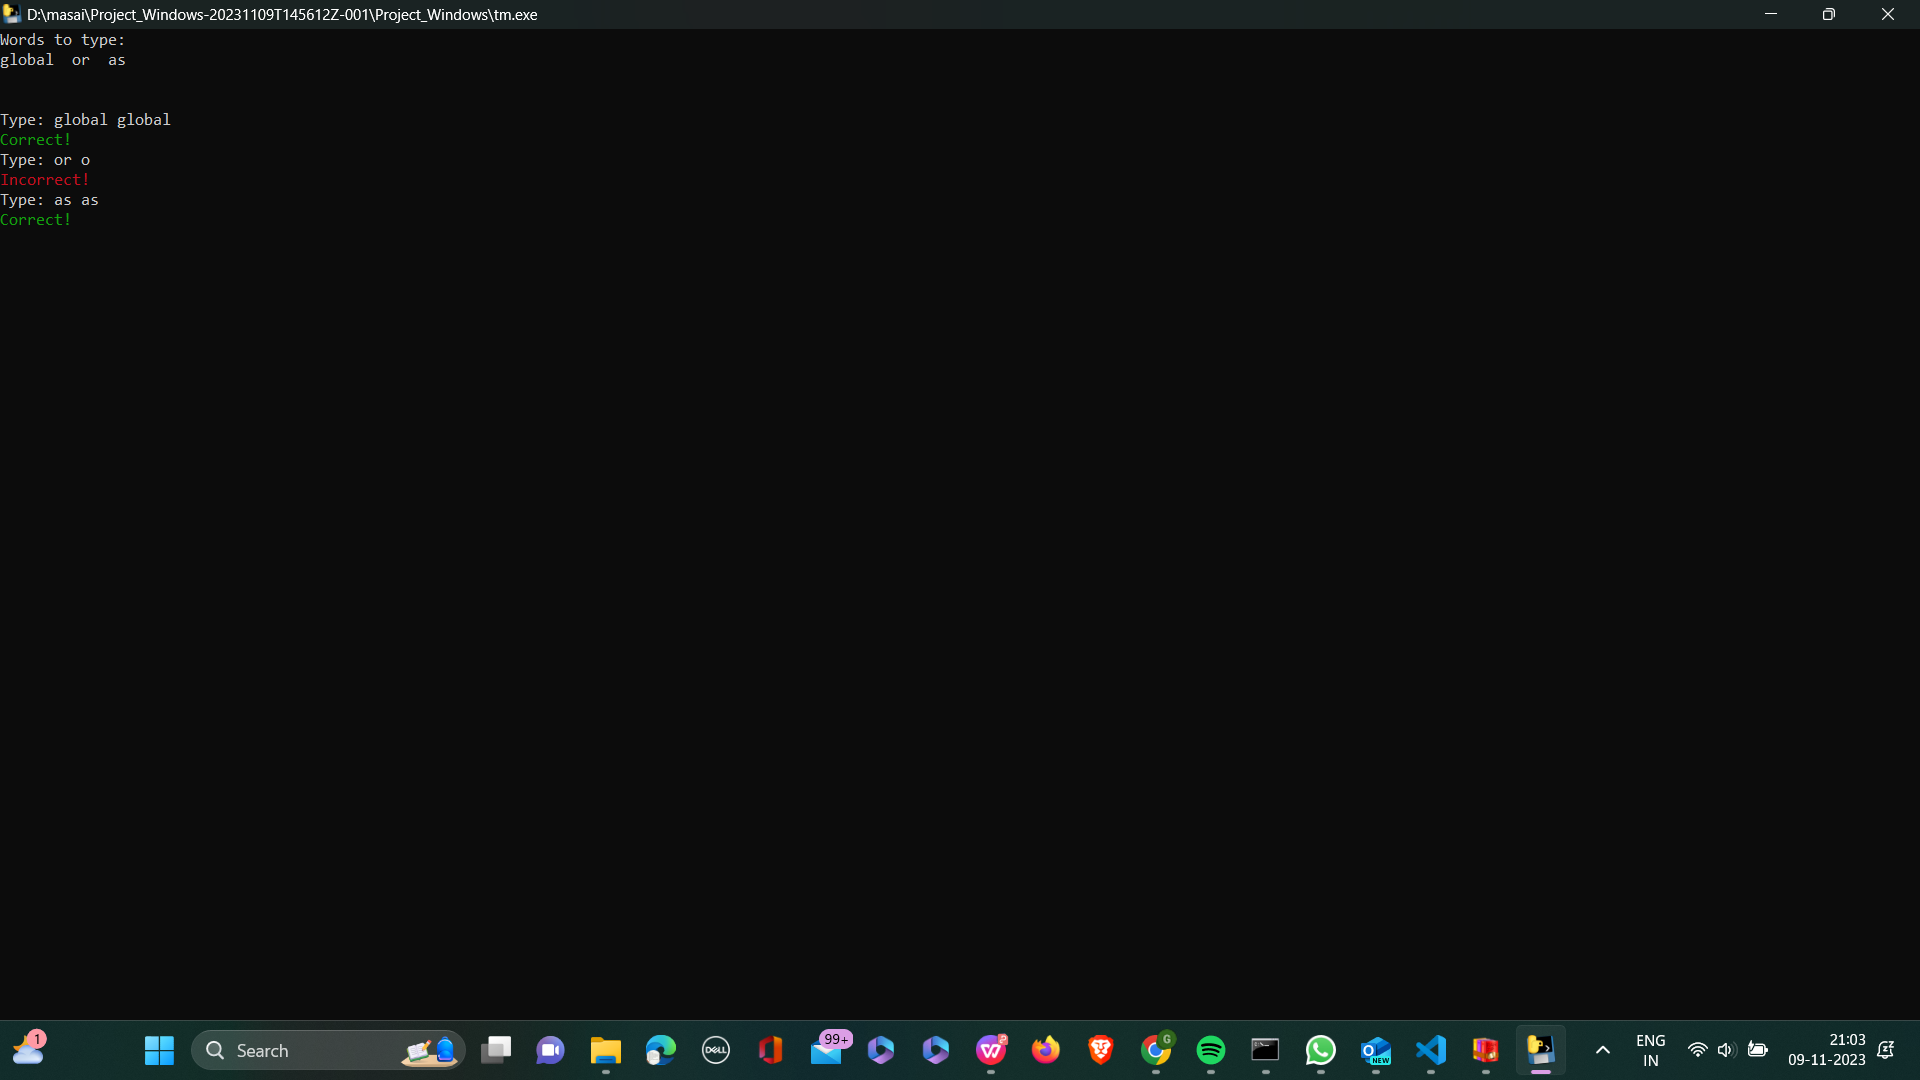 D:\masai\Project_Windows-20231109T145612Z-001\Project_Windows\tm.exe
Words to type:
global  or  as
Type: global global
Correct!
Type: or o
Incorrect!
Type: as as
Correct!
1
Search
DELL
99+
G
NEW
ENG
IN
21:03
09-11-2023